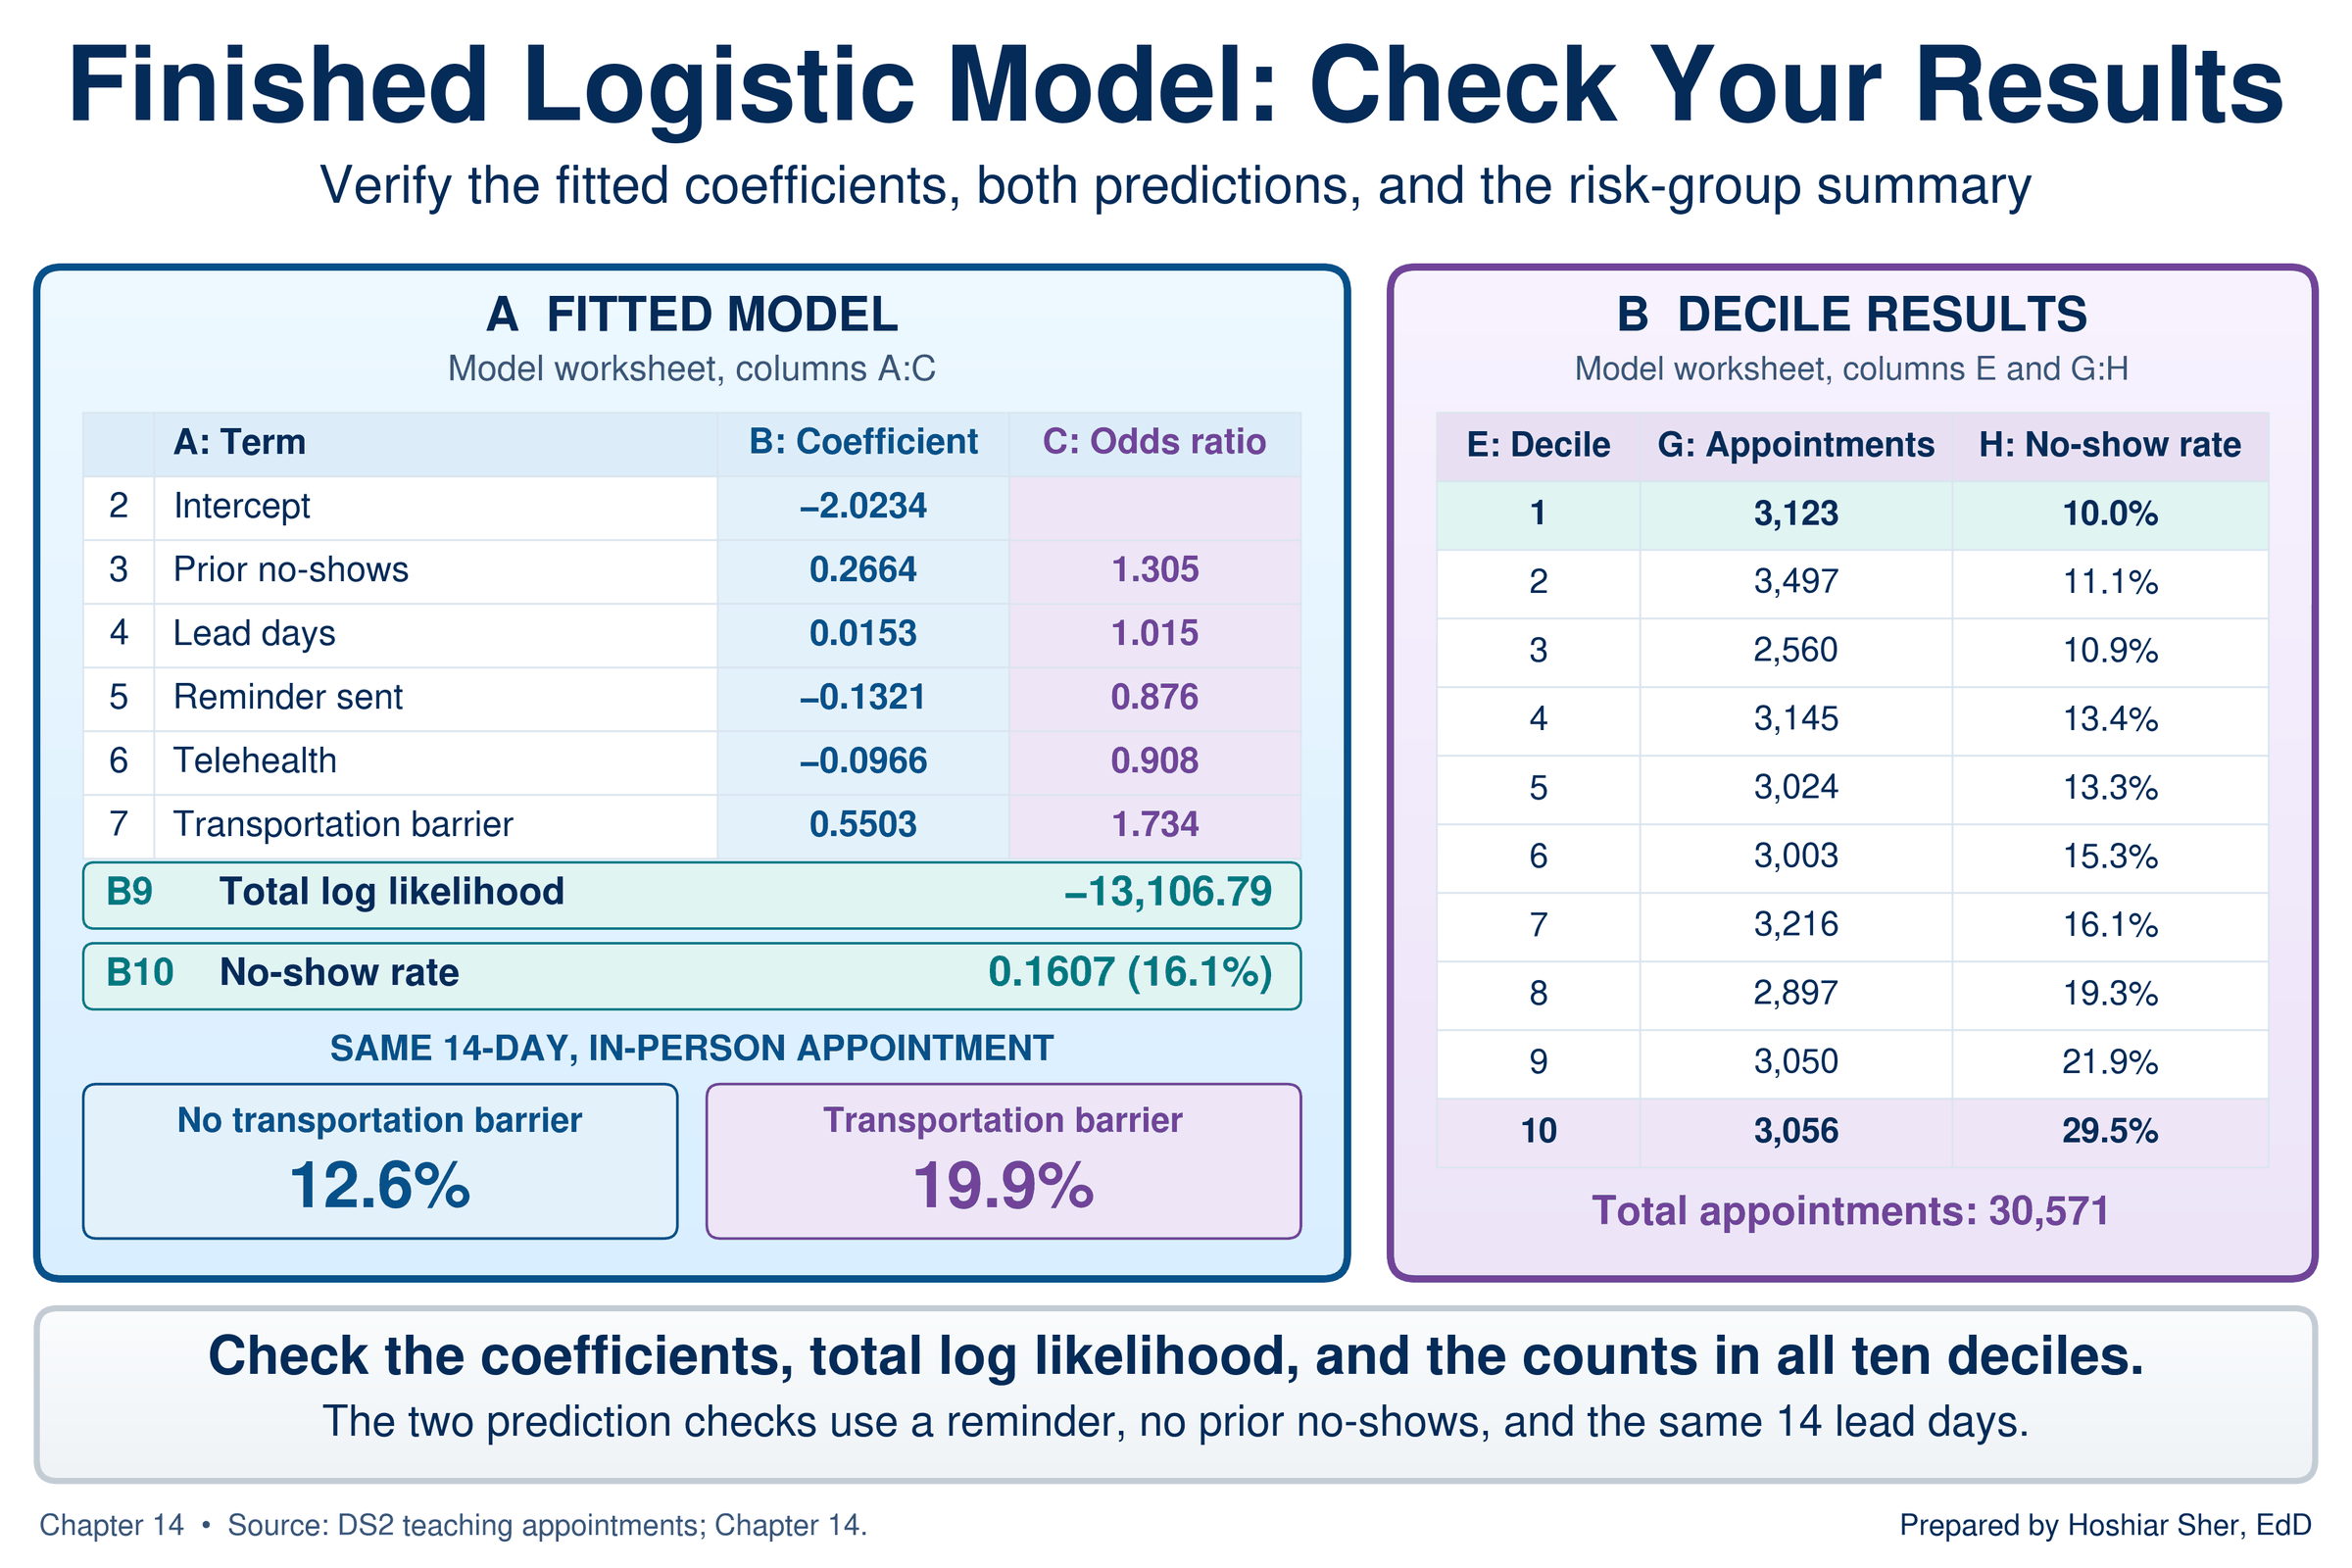 Finished Logistic Model: Check Your Results
Verify the fitted coefficients, both predictions, and the risk-group summary
A FITTED MODEL
Model worksheet, columns A:C
A: Term B: Coefficient C: Odds ratio
2 Intercept –2.0234
3 Prior no-shows 0.2664 1.305
4 Lead days 0.0153 1.015
5 Reminder sent –0.1321 0.876
6 Telehealth –0.0966 0.908
7 Transportation barrier 0.5503 1.734
B9 Total log likelihood –13,106.79
B10 No-show rate 0.1607 (16.1%)
SAME 14-DAY, IN-PERSON APPOINTMENT
No transportation barrier
12.6%
Transportation barrier
19.9%
B DECILE RESULTS
Model worksheet, columns E and G:H
E: Decile G: Appointments H: No-show rate
1 3,123 10.0%
2 3,497 11.1%
3 2,560 10.9%
4 3,145 13.4%
5 3,024 13.3%
6 3,003 15.3%
7 3,216 16.1%
8 2,897 19.3%
9 3,050 21.9%
10 3,056 29.5%
Total appointments: 30,571
Check the coefficients, total log likelihood, and the counts in all ten deciles.
The two prediction checks use a reminder, no prior no-shows, and the same 14 lead days.
Chapter 14 • Source: DS2 teaching appointments; Chapter 14.
Prepared by Hoshiar Sher, EdD